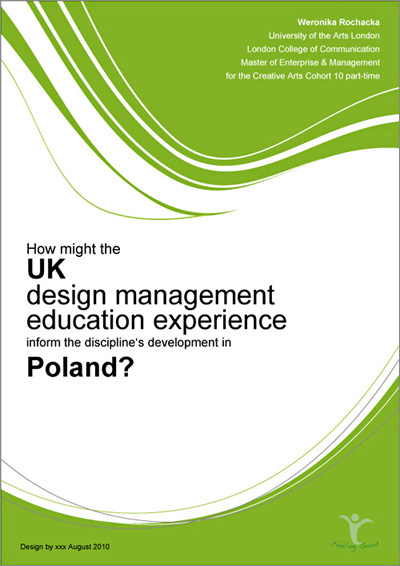 Weronika Rochacka
University of the Arts London
London College of Communication
Master of Enterprise & Management
for the Creative Arts Cohort 10 part-time
How might the
UK
design management
education experience
inform the discipline's development in
Poland?
Feeling Good
Design by xxx August 2010